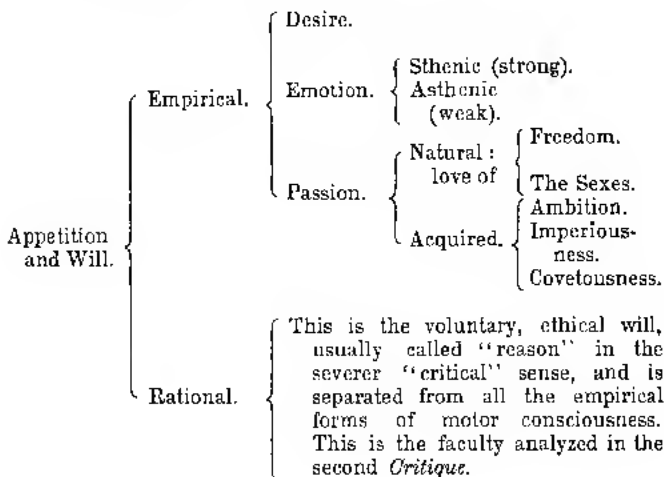 Desire.
Sthenic (strong).
Emotion.
Asthenic
(weak).
Empirical.
Freedom.
Natural :
love of
The Sexes.
Passion.
Ambition.
Imperious-
ness.
Acquired.
Covetousness.
Appetition
and Will.
This is the voluntary, ethical will,
usually called “reason” in the
severer “critical” sense, and is
separated from all the empirical
forms of motor consciousness.
This is the faculty analyzed in the
second Critique.
Rational.